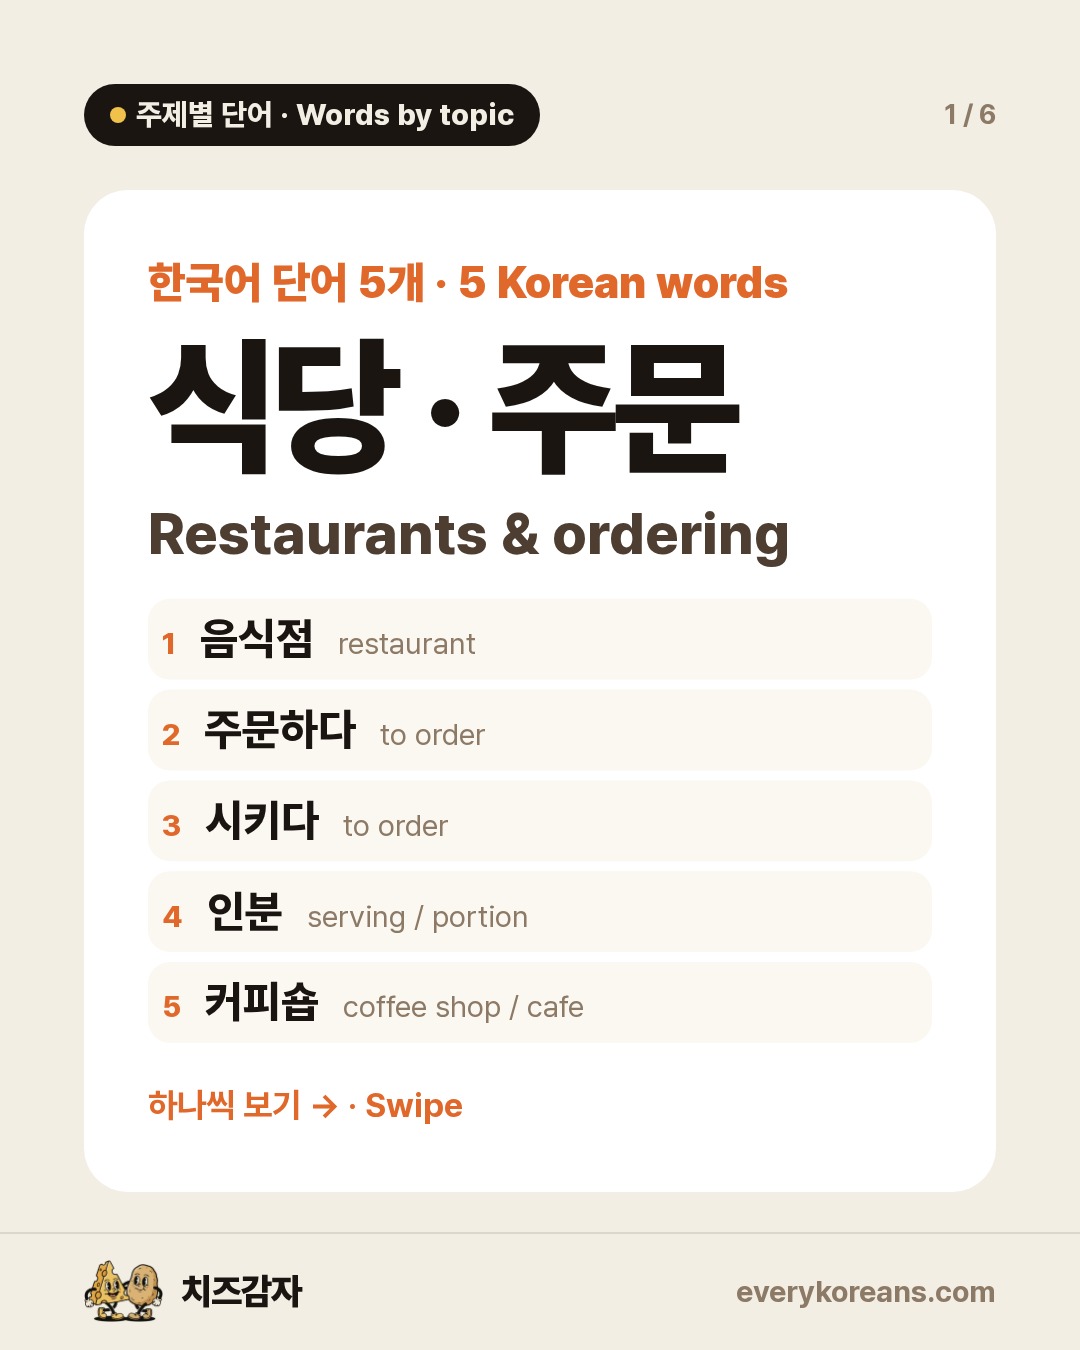 주제별 단어 · Words by topic
1 / 6
한국어 단어 5개 · 5 Korean words
식당 · 주문
Restaurants & ordering
1 음식점 restaurant
2 주문하다 to order
3 시키다 to order
4 인분 serving / portion
5 커피숍 coffee shop / cafe
하나씩 보기 → · Swipe
치즈감자
everykoreans.com